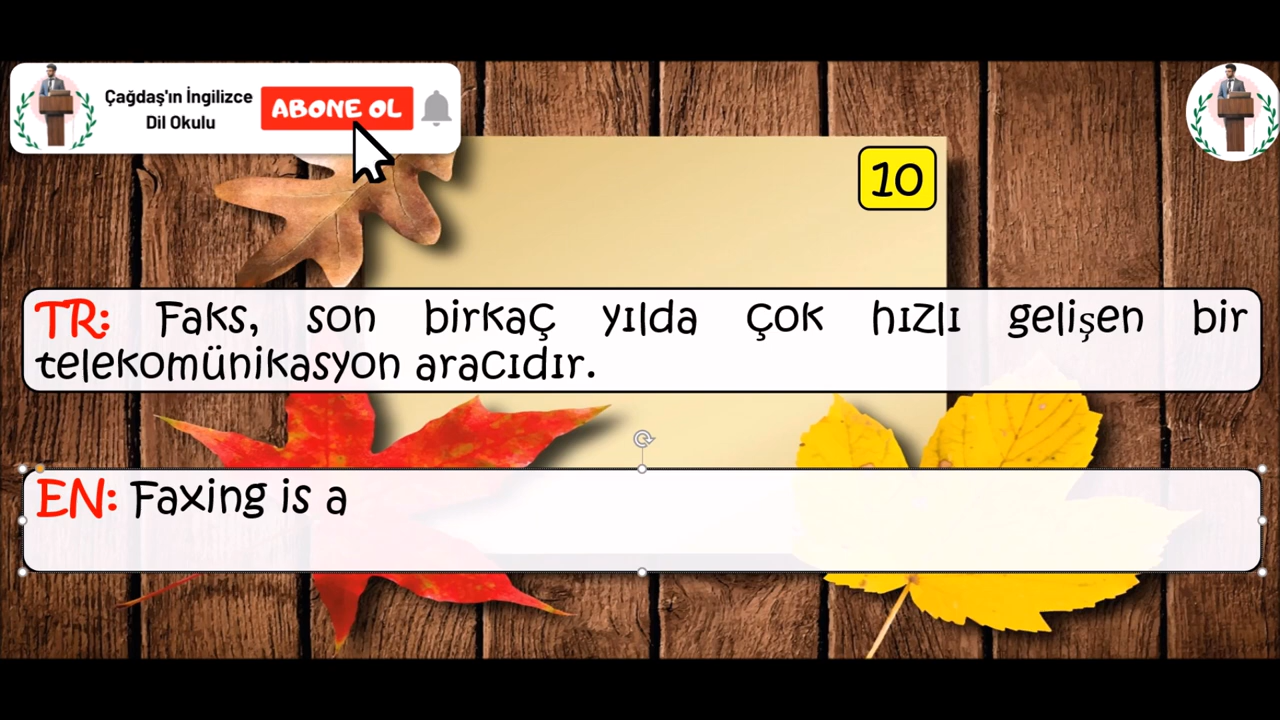 Çağdaş'ın İngilizce
Dil Okulu
ABONE OL
10
TR: Faks, son birkaç yılda çok hızlı gelişen bir
telekomünikasyon aracıdır.
EN: Faxing is a